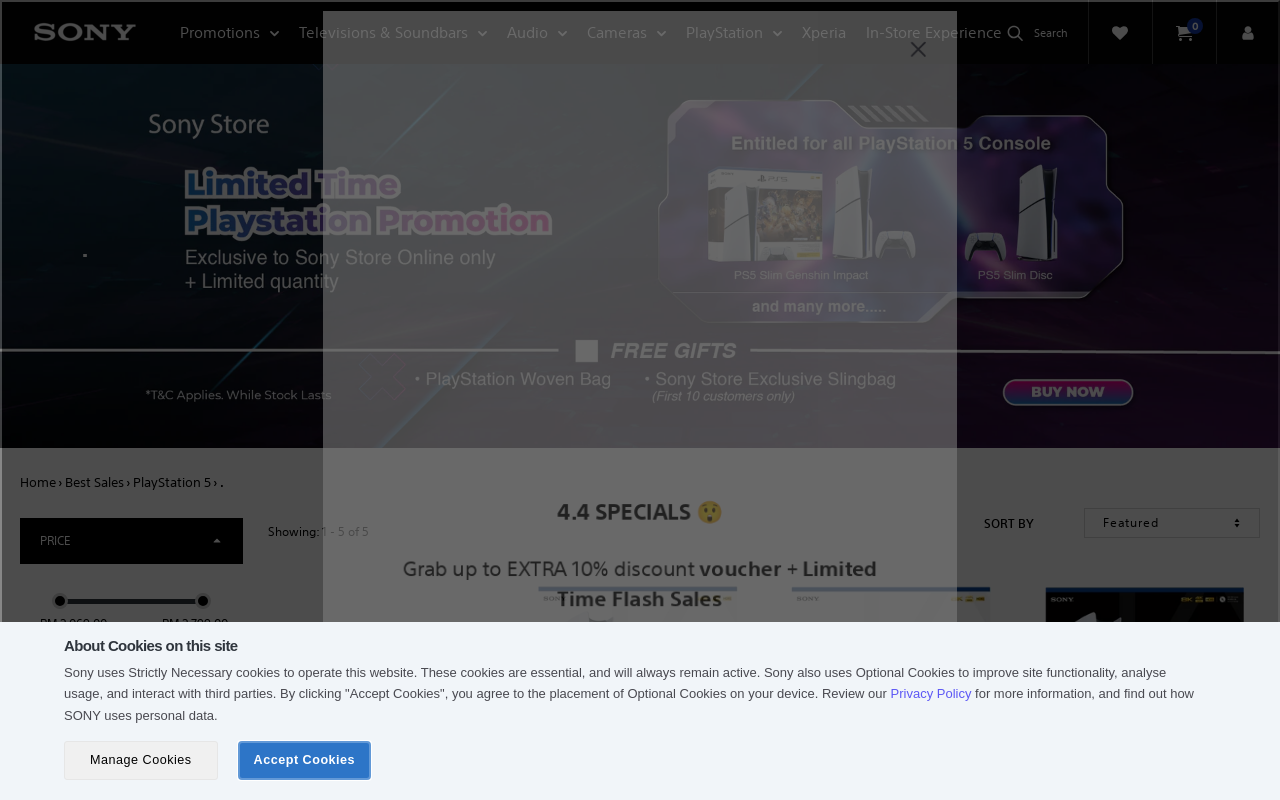 SONY
Promotions
Televisions & Soundbars
Audio
Cameras
PlayStation
Xperia
In-Store Experience
Search
0
Sony Store
Limited Time
Playstation Promotion
Exclusive to Sony Store Online only
+ Limited quantity
*T&C Applies. While Stock Lasts
Entitled for all PlayStation 5 Console
PS5 Slim Genshin Impact
PS5 Slim Disc
and many more.....
FREE GIFTS
• PlayStation Woven Bag
• Sony Store Exclusive Slingbag
(First 10 customers only)
BUY NOW
Home › Best Sales › PlayStation 5 › .
PRICE
Showing: 1 - 5 of 5
SORT BY
Featured
4.4 SPECIALS 😲
Grab up to EXTRA 10% discount voucher + Limited
Time Flash Sales
SONY
SONY
SONY
About Cookies on this site
Sony uses Strictly Necessary cookies to operate this website. These cookies are essential, and will always remain active. Sony also uses Optional Cookies to improve site functionality, analyse
usage, and interact with third parties. By clicking "Accept Cookies", you agree to the placement of Optional Cookies on your device. Review our Privacy Policy for more information, and find out how
SONY uses personal data.
Manage Cookies
Accept Cookies